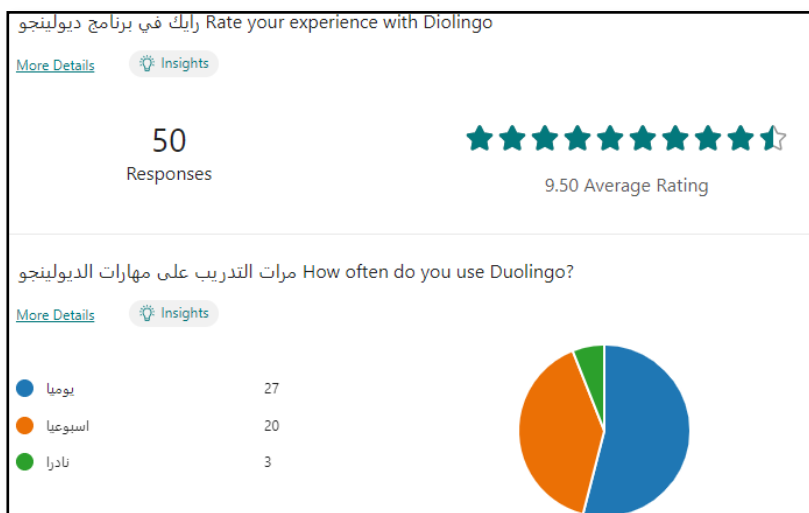 رايك في برنامج ديولينجو Rate your experience with Diolingo
More Details Insights
50
Responses
9.50 Average Rating
مرات التدريب على مهارات الديولينجو How often do you use Duolingo?
More Details Insights
يوميا 27
اسبوعيا 20
نادرا 3